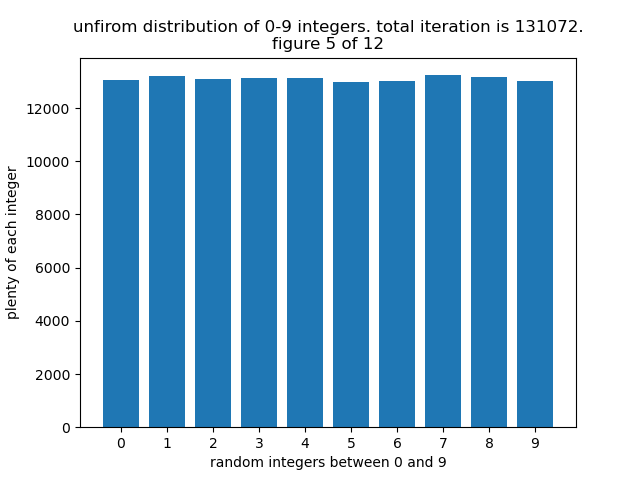 unfirom distribution of 0-9 integers. total iteration is 131072.
figure 5 of 12
plenty of each integer
12000
10000
8000
6000
4000
2000
0
0 1 2 3 4 5 6 7 8 9
random integers between 0 and 9